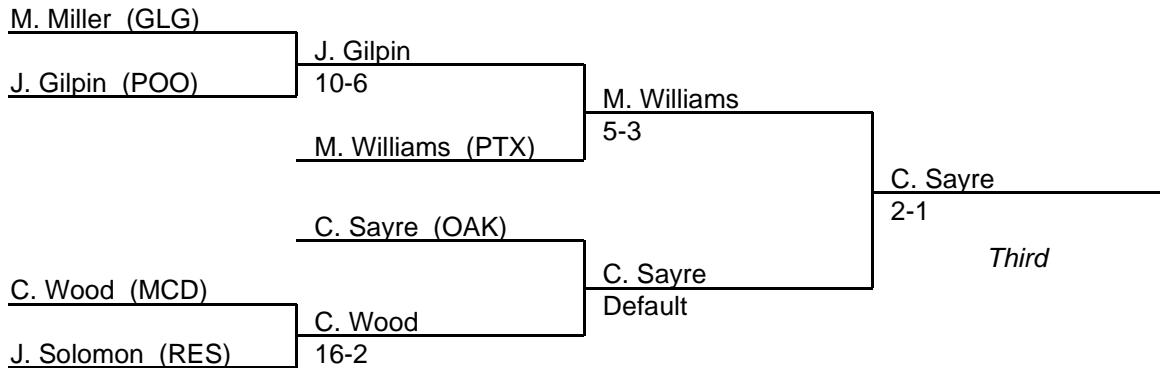 M. Miller (GLG)
J. Gilpin
J. Gilpin (POO)
10-6
M. Williams
5-3
M. Williams (PTX)
C. Sayre
2-1
C. Sayre (OAK)
Third
C. Sayre
C. Wood (MCD)
Default
C. Wood
J. Solomon (RES)
16-2